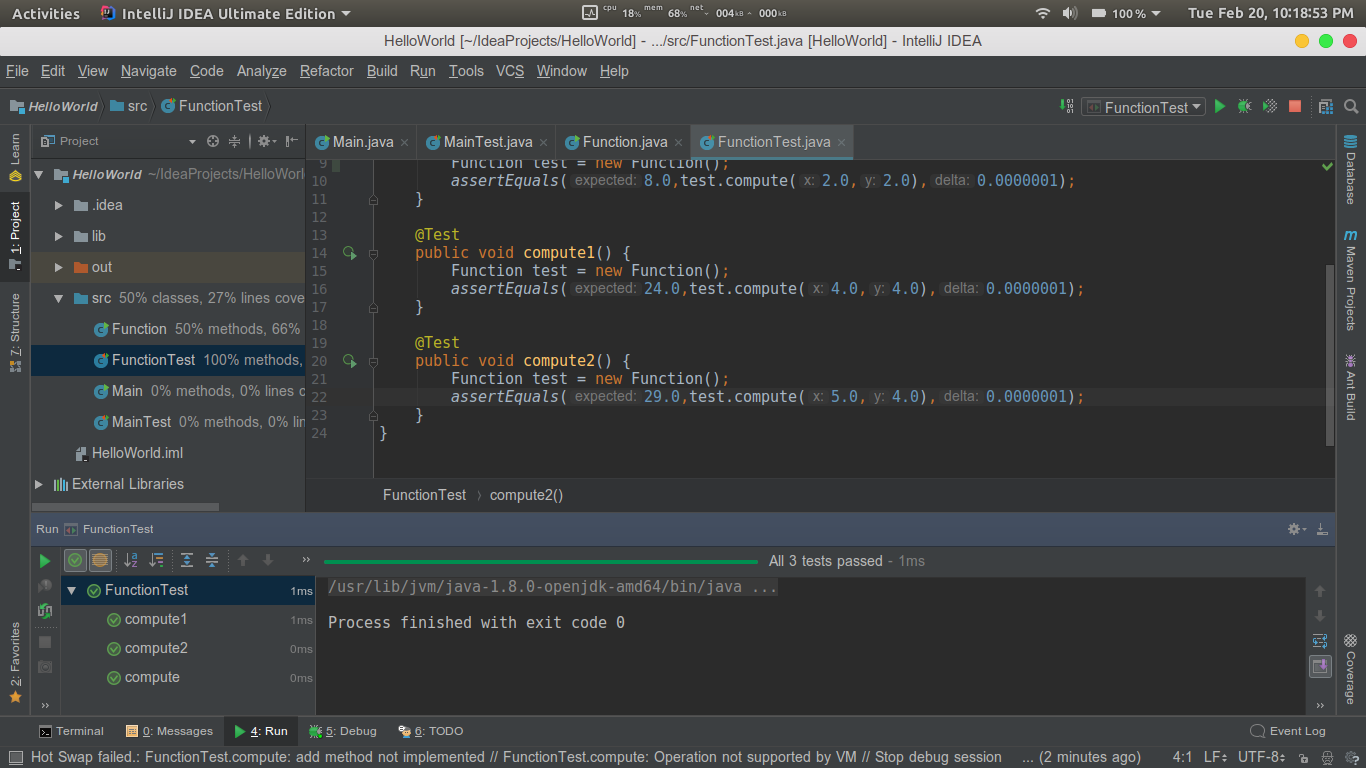 Activities IntelliJ IDEA Ultimate Edition cpu 18% mem 68% net 004kB 000kB 100% Tue Feb 20, 10:18:53 PM
HelloWorld [~/IdeaProjects/HelloWorld] - .../src/FunctionTest.java [HelloWorld] - IntelliJ IDEA
File Edit View Navigate Code Analyze Refactor Build Run Tools VCS Window Help
HelloWorld src FunctionTest FunctionTest
Learn
1: Project
7: Structure
2: Favorites
Project
HelloWorld ~/IdeaProjects/HelloWorl
.idea
lib
out
src 50% classes, 27% lines cove
Function 50% methods, 66%
FunctionTest 100% methods,
Main 0% methods, 0% lines c
MainTest 0% methods, 0% lin
HelloWorld.iml
External Libraries
Main.java MainTest.java Function.java FunctionTest.java
9 Function test = new Function();
10 assertEquals( expected: 8.0,test.compute( x: 2.0, y: 2.0), delta: 0.0000001);
11 }
12
13 @Test
14 public void compute1() {
15 Function test = new Function();
16 assertEquals( expected: 24.0,test.compute( x: 4.0, y: 4.0), delta: 0.0000001);
17 }
18
19 @Test
20 public void compute2() {
21 Function test = new Function();
22 assertEquals( expected: 29.0,test.compute( x: 5.0, y: 4.0), delta: 0.0000001);
23 }
24 }
FunctionTest › compute2()
Database
Maven Projects
Ant Build
Coverage
Run FunctionTest
» All 3 tests passed - 1ms
FunctionTest 1ms
compute1 1ms
compute2 0ms
compute 0ms
/usr/lib/jvm/java-1.8.0-openjdk-amd64/bin/java ...
Process finished with exit code 0
Terminal 0: Messages 4: Run 5: Debug 6: TODO Event Log
Hot Swap failed.: FunctionTest.compute: add method not implemented // FunctionTest.compute: Operation not supported by VM // Stop debug session ... (2 minutes ago) 4:1 LF UTF-8